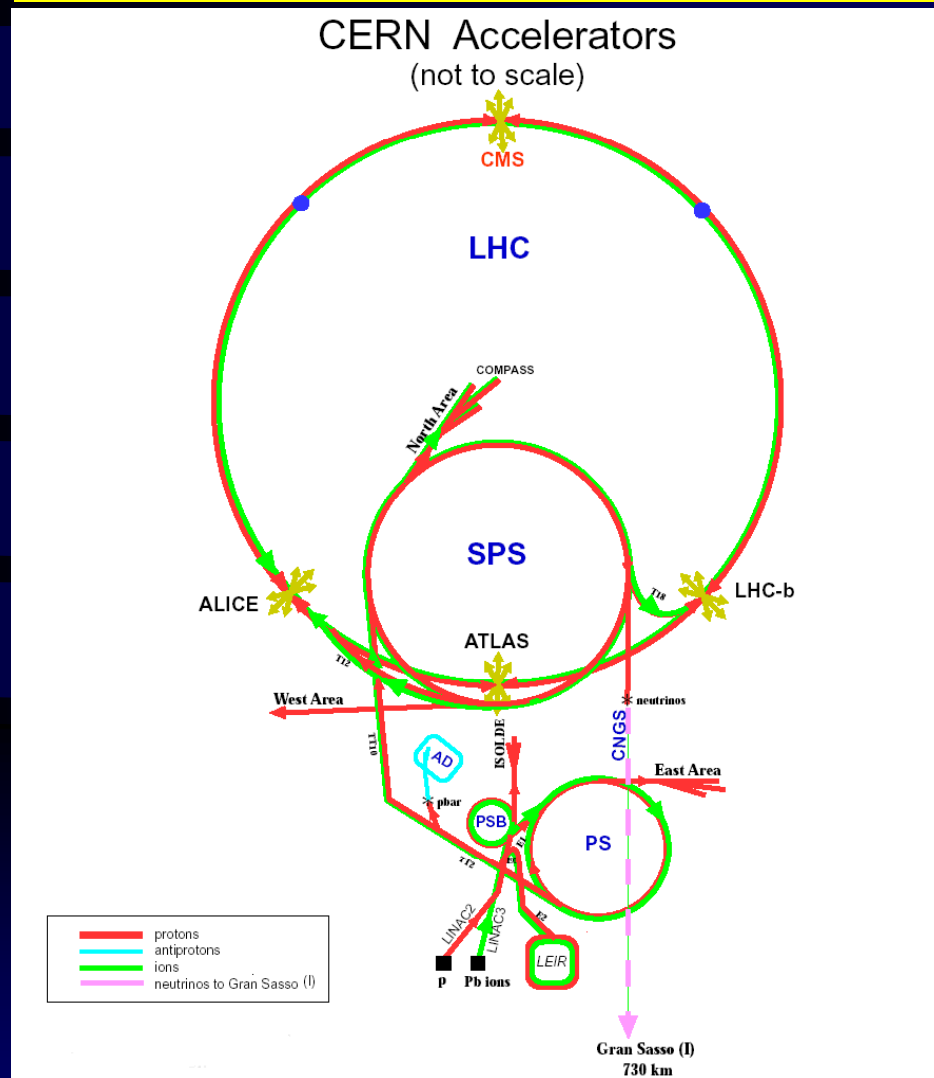 CERN Accelerators
(not to scale)
CMS
LHC
COMPASS
North Area
SPS
ALICE
T18
LHC-b
ATLAS
T12
West Area
neutrinos
TT10
ISOLDE
CNGS
AD
East Area
pbar
PSB
E1
PS
TT2
E0
E2
LINAC2
LINAC3
LEIR
p
Pb ions
protons
antiprotons
ions
neutrinos to Gran Sasso (I)
Gran Sasso (I)
730 km